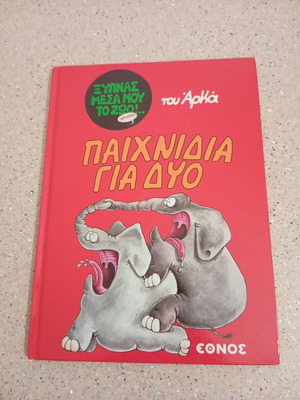 ΞΥΠΝΑΣ
ΜΕΣΑ ΜΟΥ
ΤΟ ΖΩΟ!..
του Αρκά
ΠΑΙΧΝΙΔΙΑ
ΓΙΑ ΔΥΟ
ΕΘΝΟΣ